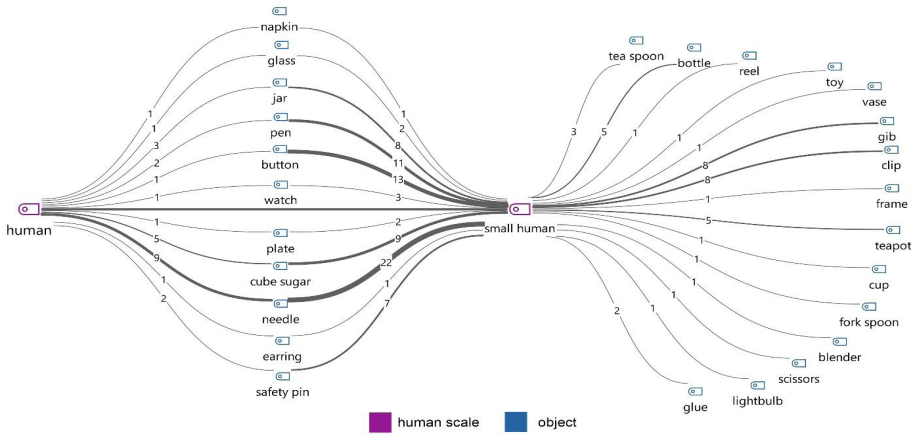 napkin
glass
jar
pen
button
watch
plate
cube sugar
needle
earring
safety pin
human
small human
tea spoon
bottle
reel
toy
vase
gib
clip
frame
teapot
cup
fork spoon
blender
scissors
lightbulb
glue
1
1
3
2
1
1
1
5
9
1
2
1
2
8
11
13
3
2
9
22
1
7
3
5
1
1
1
8
8
1
5
1
1
1
1
1
2
human scale
object